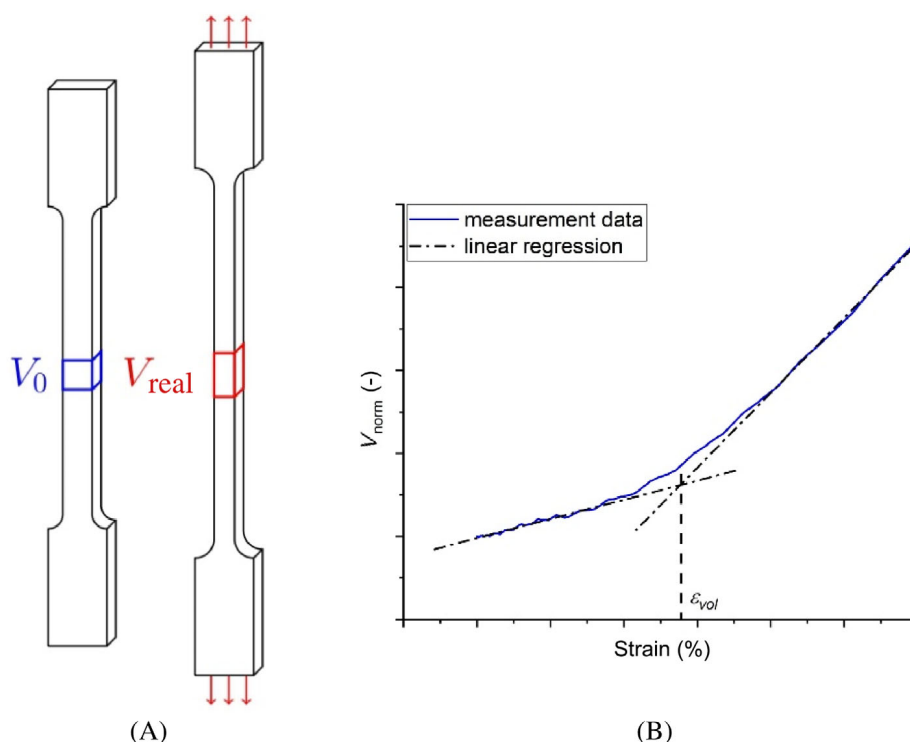 V0
Vreal
measurement data
linear regression
Vnorm (-)
εvol
Strain (%)
(A)
(B)